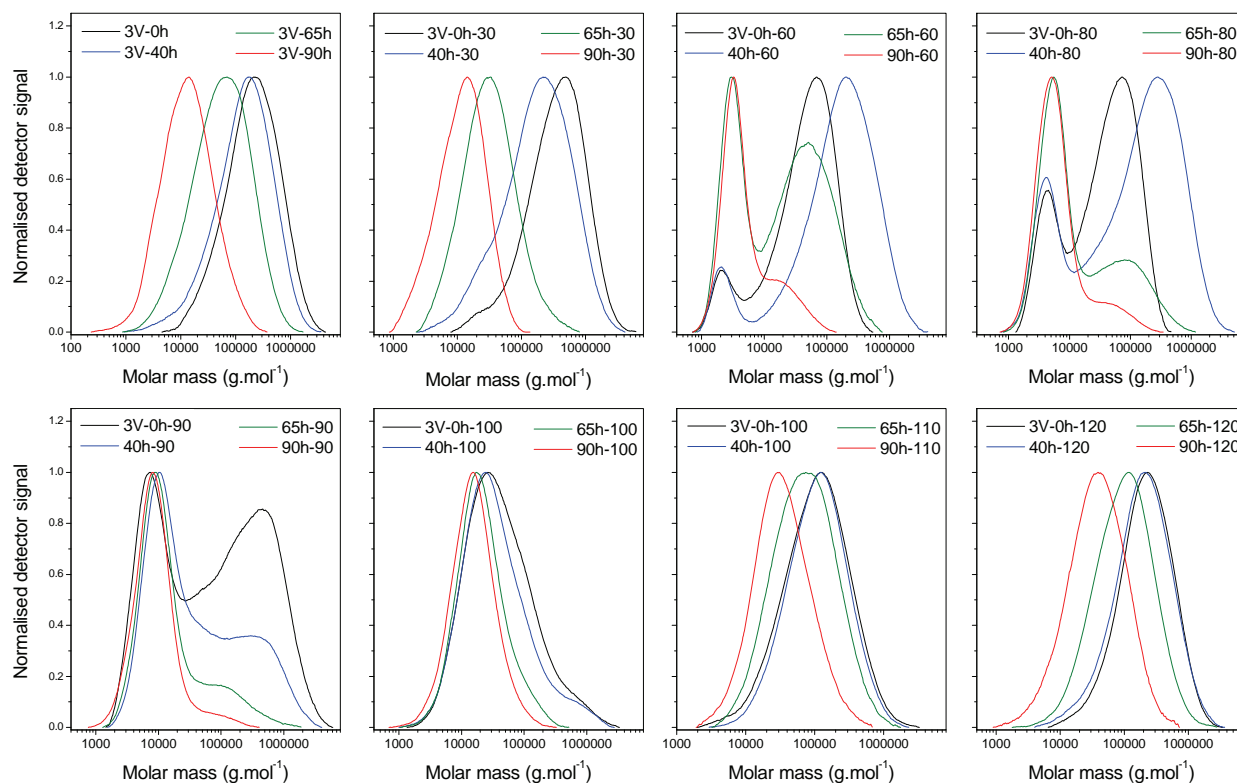 3V-0h 3V-65h
3V-40h 3V-90h
3V-0h-30 65h-30
40h-30 90h-30
3V-0h-60 65h-60
40h-60 90h-60
3V-0h-80 65h-80
40h-80 90h-80
Normalised detector signal
1.2
1.0
0.8
0.6
0.4
0.2
0.0
100 1000 10000 100000 1000000
1000 10000 100000 1000000
1000 10000 100000 1000000
1000 10000 100000 1000000
Molar mass (g.mol⁻¹)
Molar mass (g.mol⁻¹)
Molar mass (g.mol⁻¹)
Molar mass (g.mol⁻¹)
3V-0h-90 65h-90
40h-90 90h-90
3V-0h-100 65h-100
40h-100 90h-100
3V-0h-100 65h-110
40h-100 90h-110
3V-0h-120 65h-120
40h-120 90h-120
Normalised detector signal
1.2
1.0
0.8
0.6
0.4
0.2
0.0
1000 10000 100000 1000000
1000 10000 100000 1000000
1000 10000 100000 1000000
1000 10000 100000 1000000
Molar mass (g.mol⁻¹)
Molar mass (g.mol⁻¹)
Molar mass (g.mol⁻¹)
Molar mass (g.mol⁻¹)